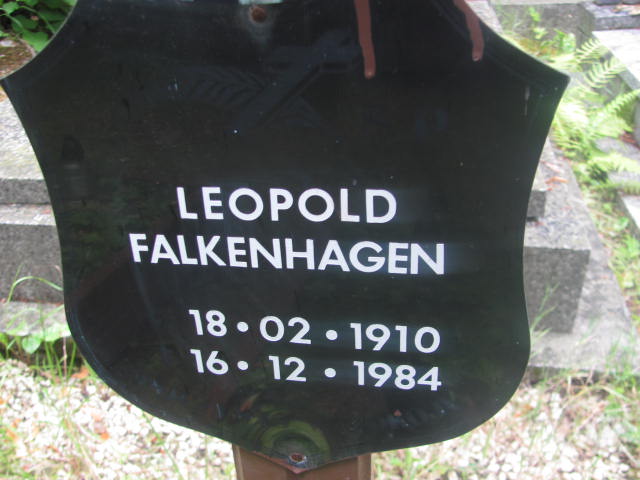 LEOPOLD
FALKENHAGEN
18 • 02 • 1910
16 • 12 • 1984